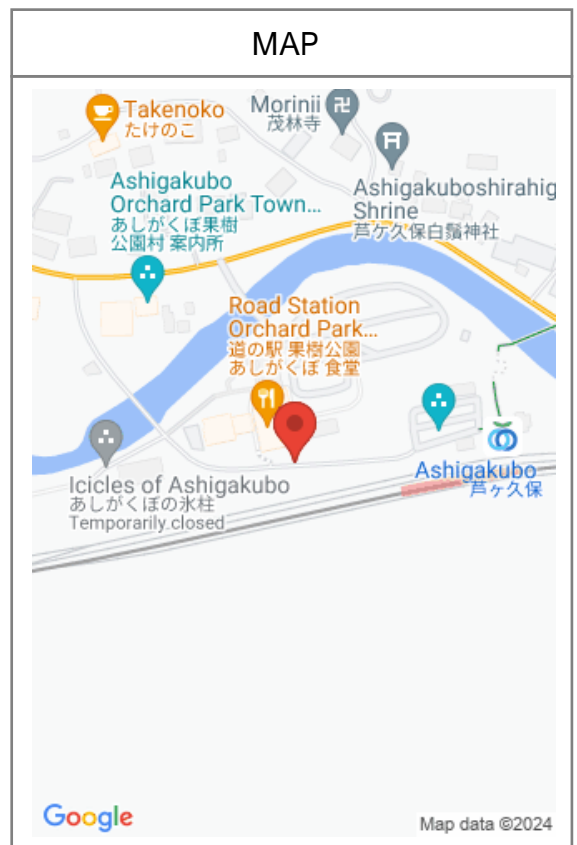 MAP
Takenoko
たけのこ
Morinji
茂林寺
Ashigakuboshirahig
Shrine
芦ケ久保白鬚神社
Ashigakubo
Orchard Park Town...
あしがくぼ果樹
公園村 案内所
Road Station
Orchard Park...
道の駅 果樹公園
あしがくぼ 食堂
Ashigakubo
芦ヶ久保
Icicles of Ashigakubo
あしがくぼの氷柱
Temporarily closed
Google
Map data ©2024